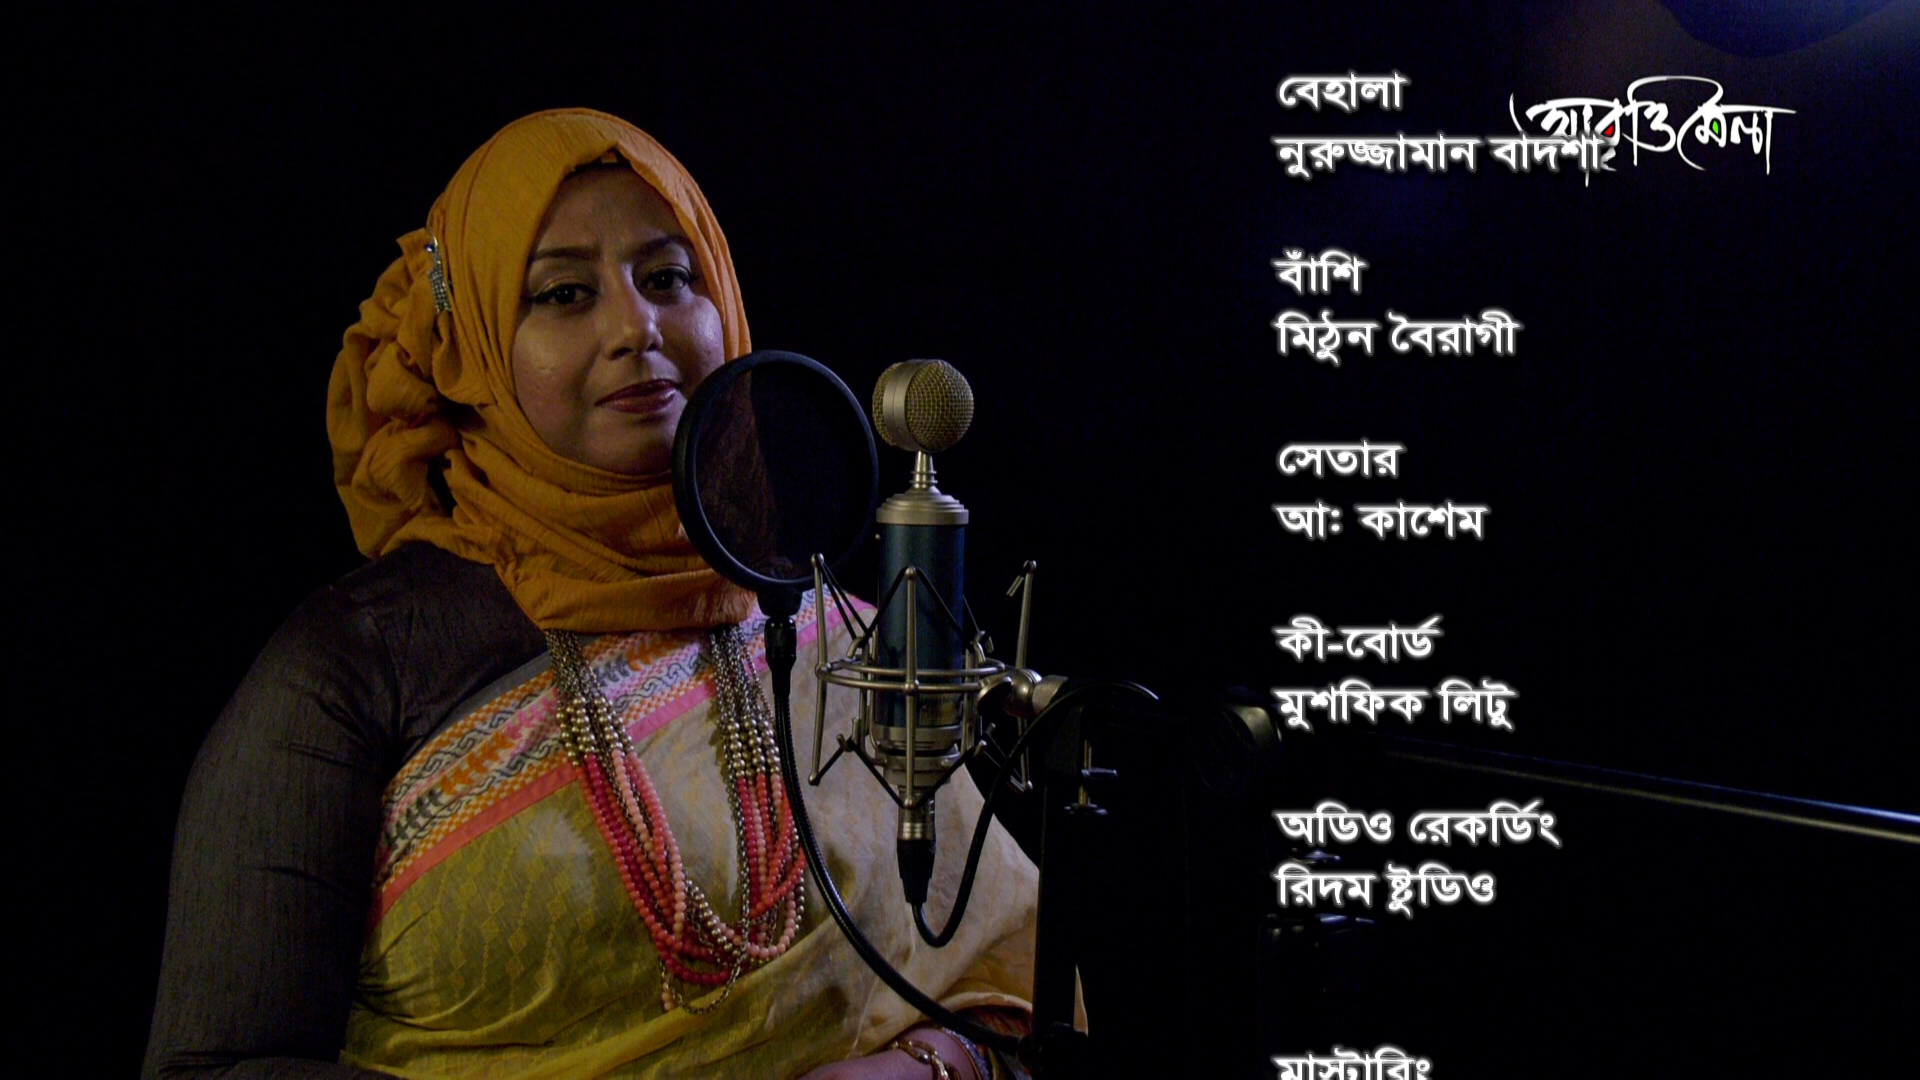 বেহালা
নুরুজ্জামান বাদশাহ
আবৃত্তিমেলা
বাঁশি
মিঠুন বৈরাগী
সেতার
আঃ কাশেম
কী-বোর্ড
মুশফিক লিটু
অডিও রেকর্ডিং
রিদম ষ্টুডিও
মাস্টারিং